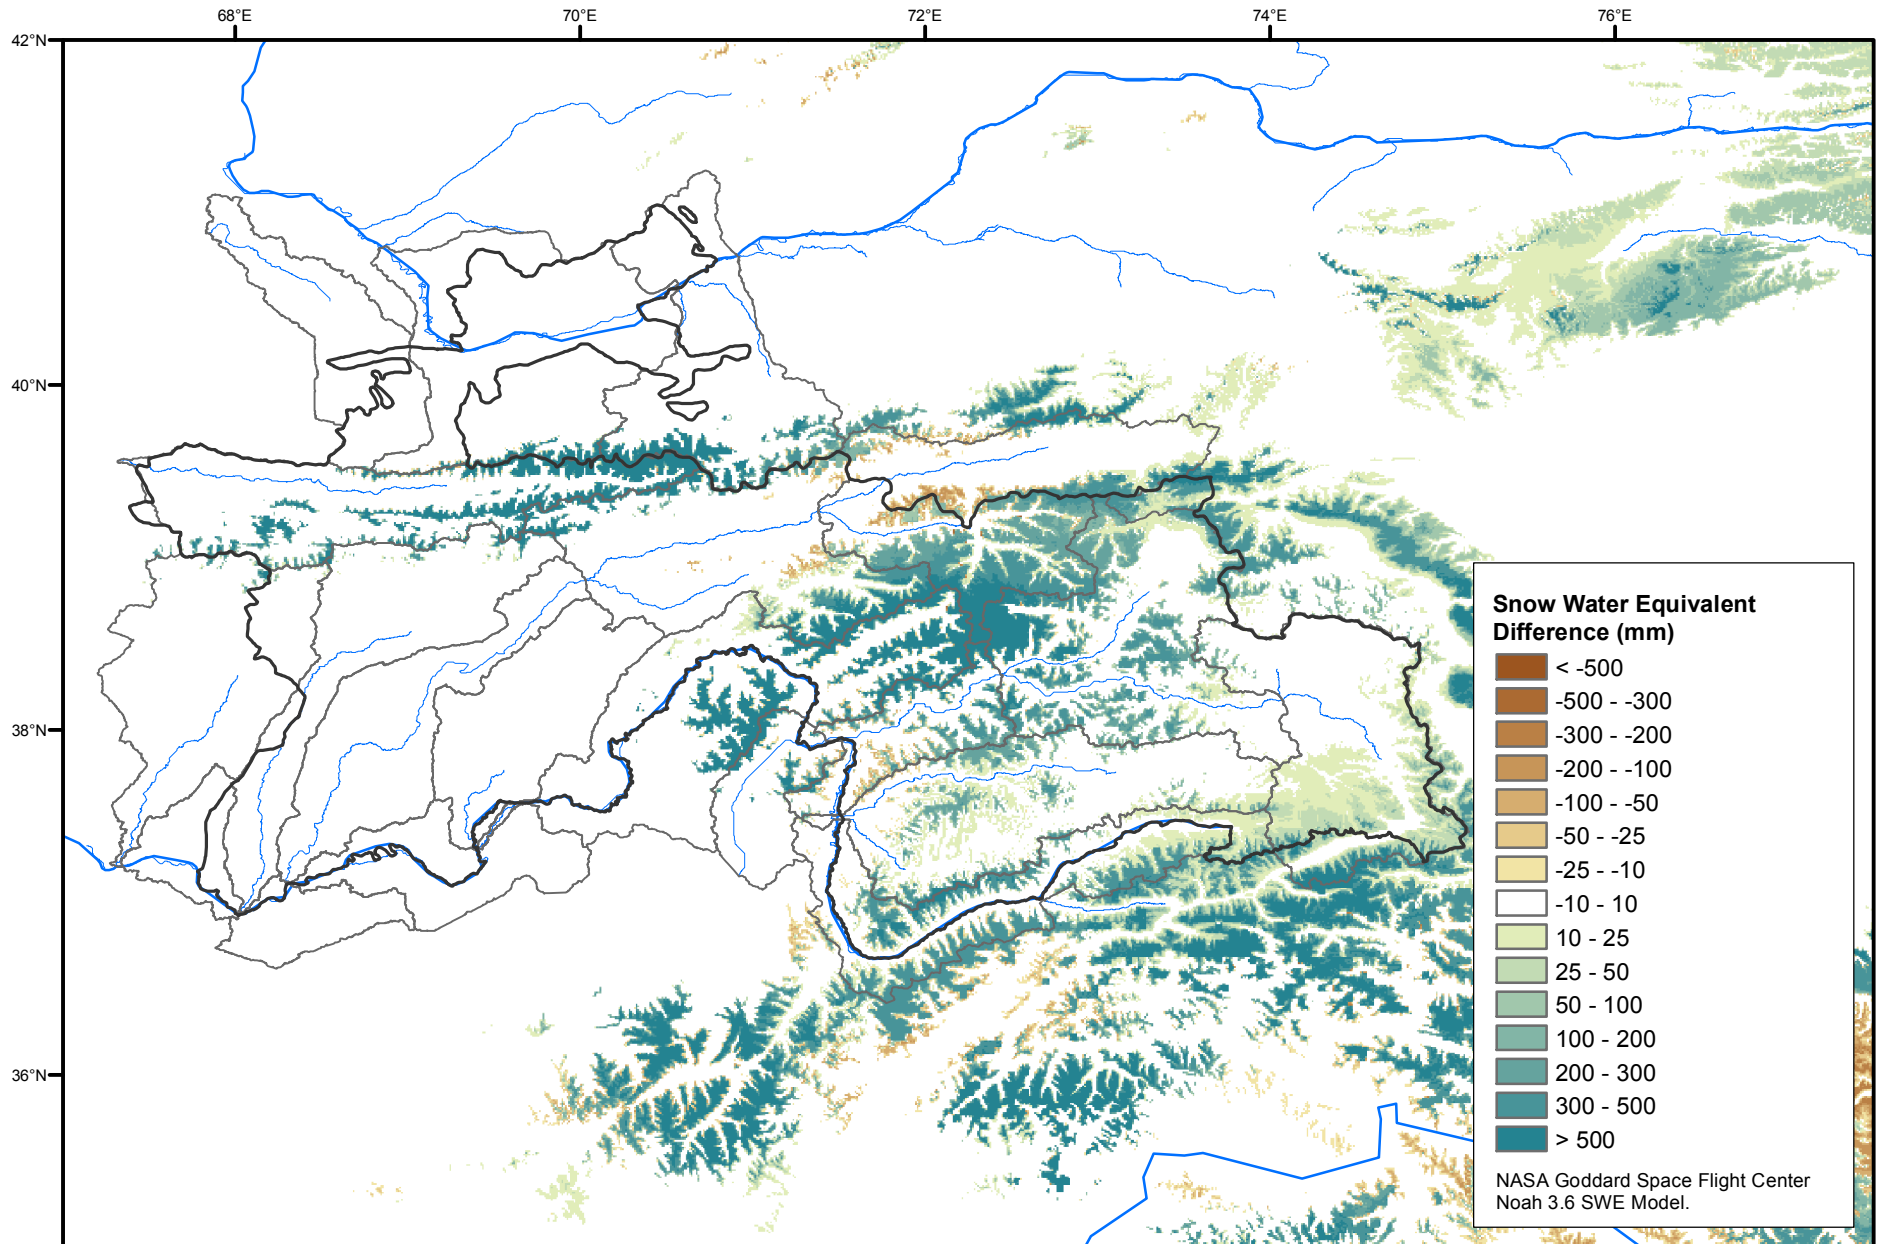 68°E
70°E
72°E
74°E
76°E
42°N
40°N
38°N
36°N
Snow Water Equivalent
Difference (mm)
< -500
-500 - -300
-300 - -200
-200 - -100
-100 - -50
-50 - -25
-25 - -10
-10 - 10
10 - 25
25 - 50
50 - 100
100 - 200
200 - 300
300 - 500
> 500
NASA Goddard Space Flight Center
Noah 3.6 SWE Model.